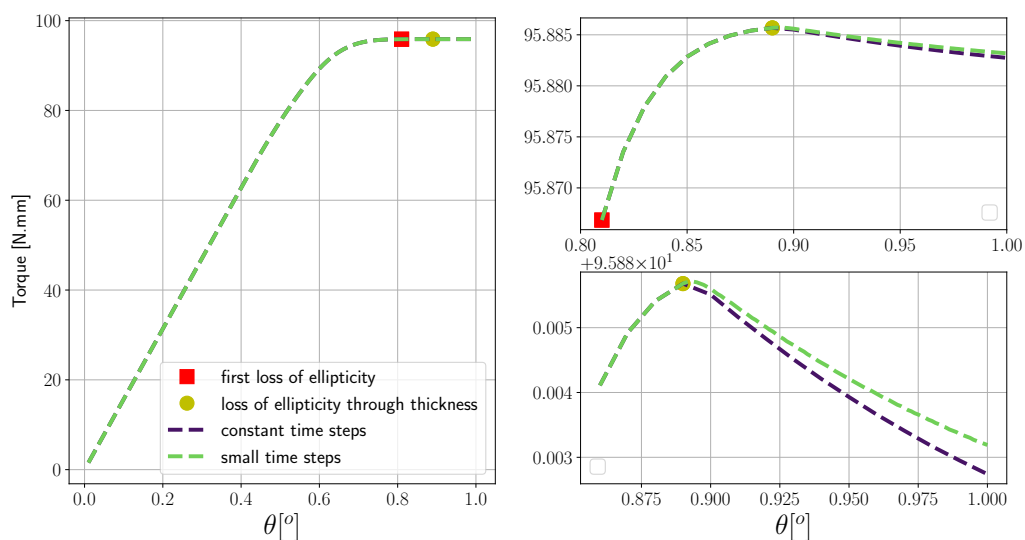 100
80
60
40
20
0
Torque [N.mm]
0.0 0.2 0.4 0.6 0.8 1.0
θ[o]
first loss of ellipticity
loss of ellipticity through thickness
constant time steps
small time steps
95.885
95.880
95.875
95.870
0.80 0.85 0.90 0.95 1.00
+9.588×101
0.005
0.004
0.003
0.875 0.900 0.925 0.950 0.975 1.000
θ[o]